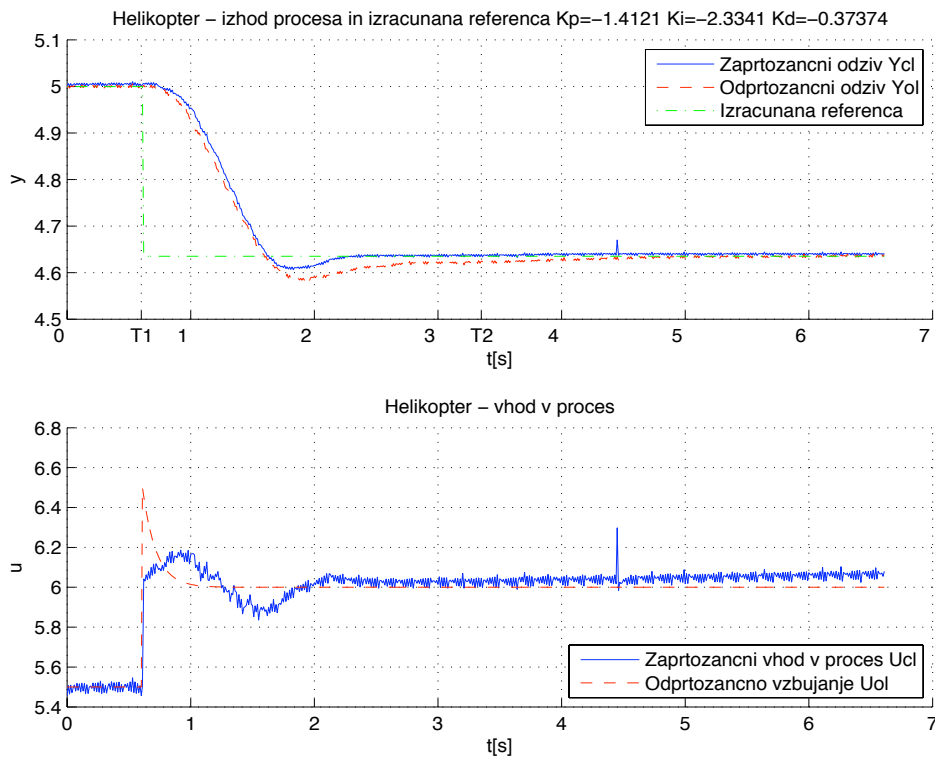 Helikopter – izhod procesa in izracunana referenca Kp=−1.4121 Ki=−2.3341 Kd=−0.37374
5.1
5
4.9
4.8
4.7
4.6
4.5
y
Zaprtozancni odziv Ycl
Odprtozancni odziv Yol
Izracunana referenca
0 T1 1 2 3 T2 4 5 6 7
t[s]
Helikopter – vhod v proces
6.8
6.6
6.4
6.2
6
5.8
5.6
5.4
u
Zaprtozancni vhod v proces Ucl
Odprtozancno vzbujanje Uol
0 1 2 3 4 5 6 7
t[s]